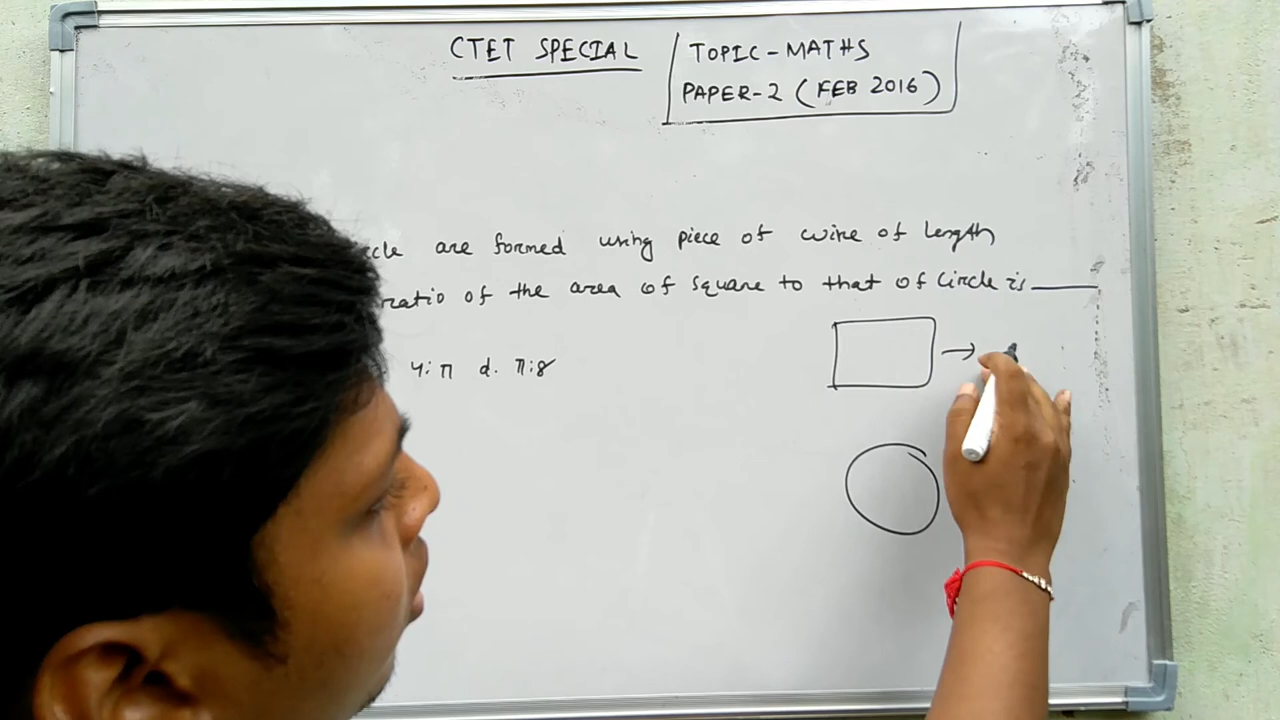 CTET SPECIAL
TOPIC-MATHS
PAPER-2 (FEB 2016)
cle are formed using piece of wire of length
ratio of the area of square to that of Circle is
4:π d. π:8